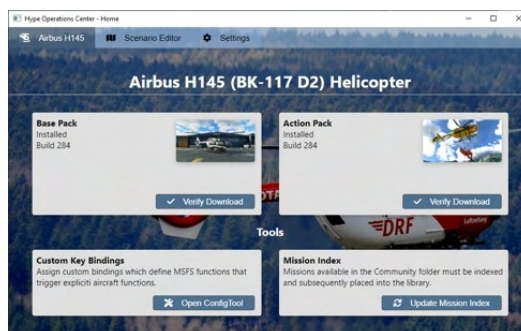 Hype Operations Center - Home
Airbus H145
Scenario Editor
Settings
Airbus H145 (BK-117 D2) Helicopter
Base Pack
Installed
Build 284
Verify Download
Action Pack
Installed
Build 284
Verify Download
DRF
Luftrettung
Tools
Custom Key Bindings
Assign custom bindings which define MSFS functions that
trigger expliciti aircraft functions.
Open ConfigTool
Mission Index
Missions available in the Community folder must be indexed
and subsequently placed into the library.
Update Mission Index